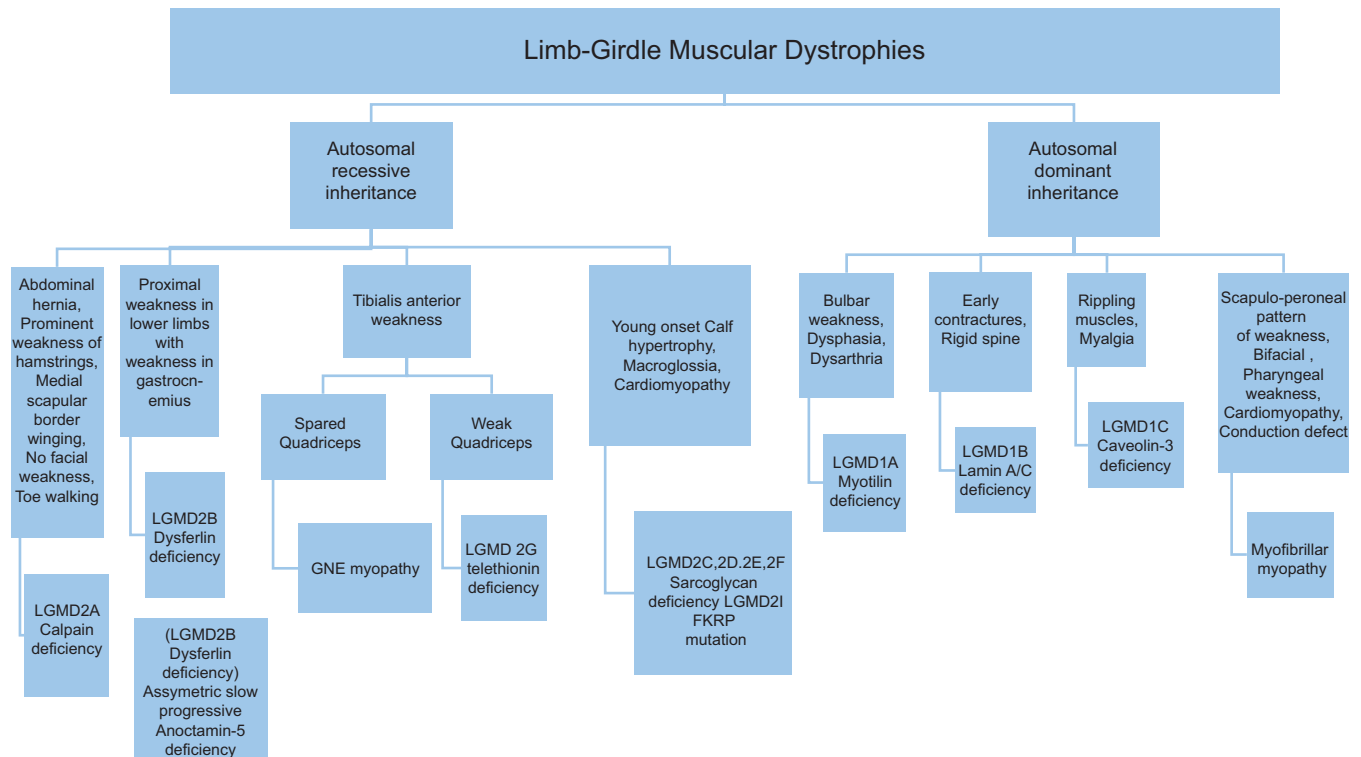 Limb-Girdle Muscular Dystrophies
Autosomal
recessive
inheritance
Autosomal
dominant
inheritance
Abdominal
hernia,
Prominent
weakness of
hamstrings,
Medial
scapular
border
winging,
No facial
weakness,
Toe walking
Proximal
weakness in
lower limbs
with
weakness in
gastrocn-
emius
Tibialis anterior
weakness
Young onset Calf
hypertrophy,
Macroglossia,
Cardiomyopathy
Bulbar
weakness,
Dysphasia,
Dysarthria
Early
contractures,
Rigid spine
Rippling
muscles,
Myalgia
Scapulo-peroneal
pattern
of weakness,
Bifacial ,
Pharyngeal
weakness,
Cardiomyopathy,
Conduction defect
Spared
Quadriceps
Weak
Quadriceps
LGMD2A
Calpain
deficiency
LGMD2B
Dysferlin
deficiency
(LGMD2B
Dysferlin
deficiency)
Assymetric slow
progressive
Anoctamin-5
deficiency
GNE myopathy
LGMD 2G
telethionin
deficiency
LGMD2C,2D.2E,2F
Sarcoglycan
deficiency LGMD2I
FKRP
mutation
LGMD1A
Myotilin
deficiency
LGMD1B
Lamin A/C
deficiency
LGMD1C
Caveolin-3
deficiency
Myofibrillar
myopathy